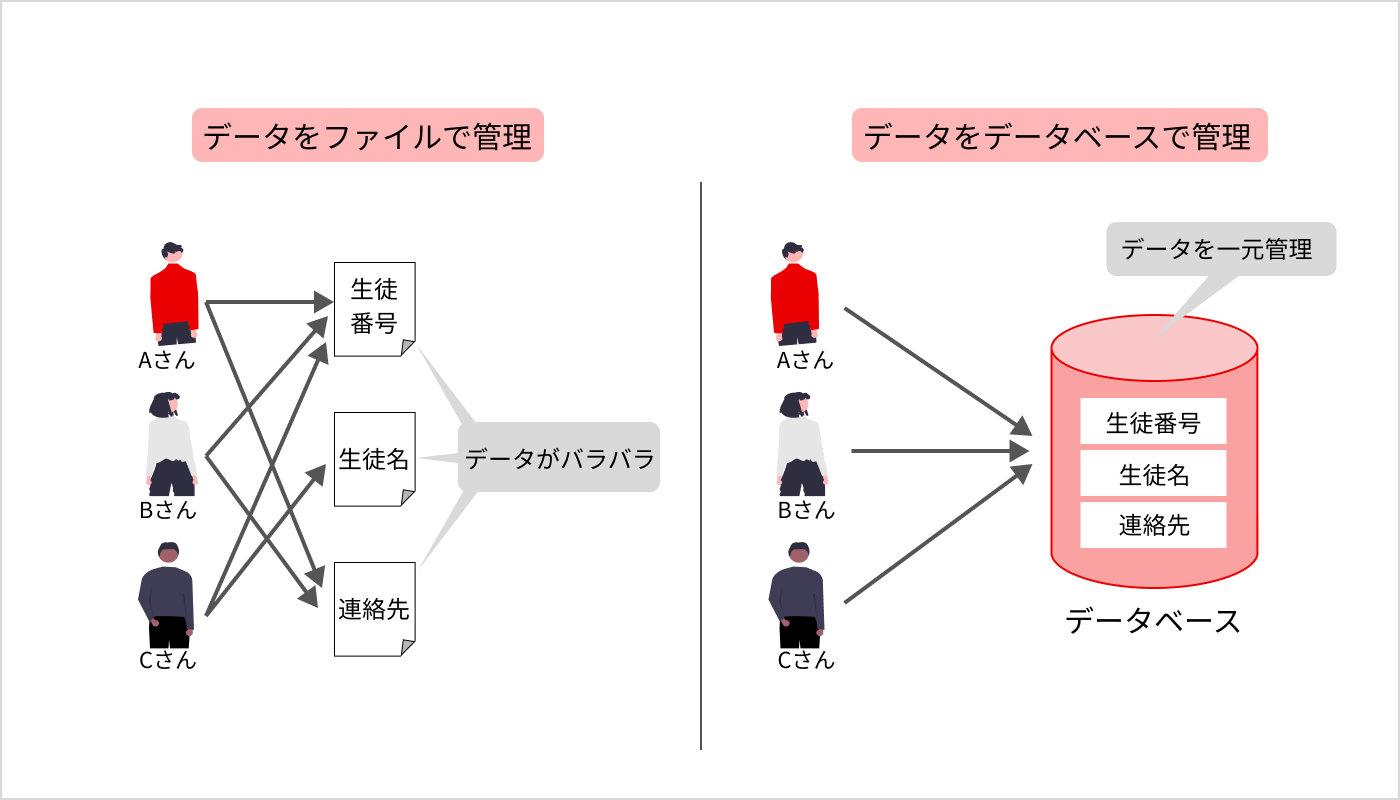 データをファイルで管理
Aさん
Bさん
Cさん
生徒
番号
生徒名
連絡先
データがバラバラ
データをデータベースで管理
Aさん
Bさん
Cさん
データを一元管理
生徒番号
生徒名
連絡先
データベース